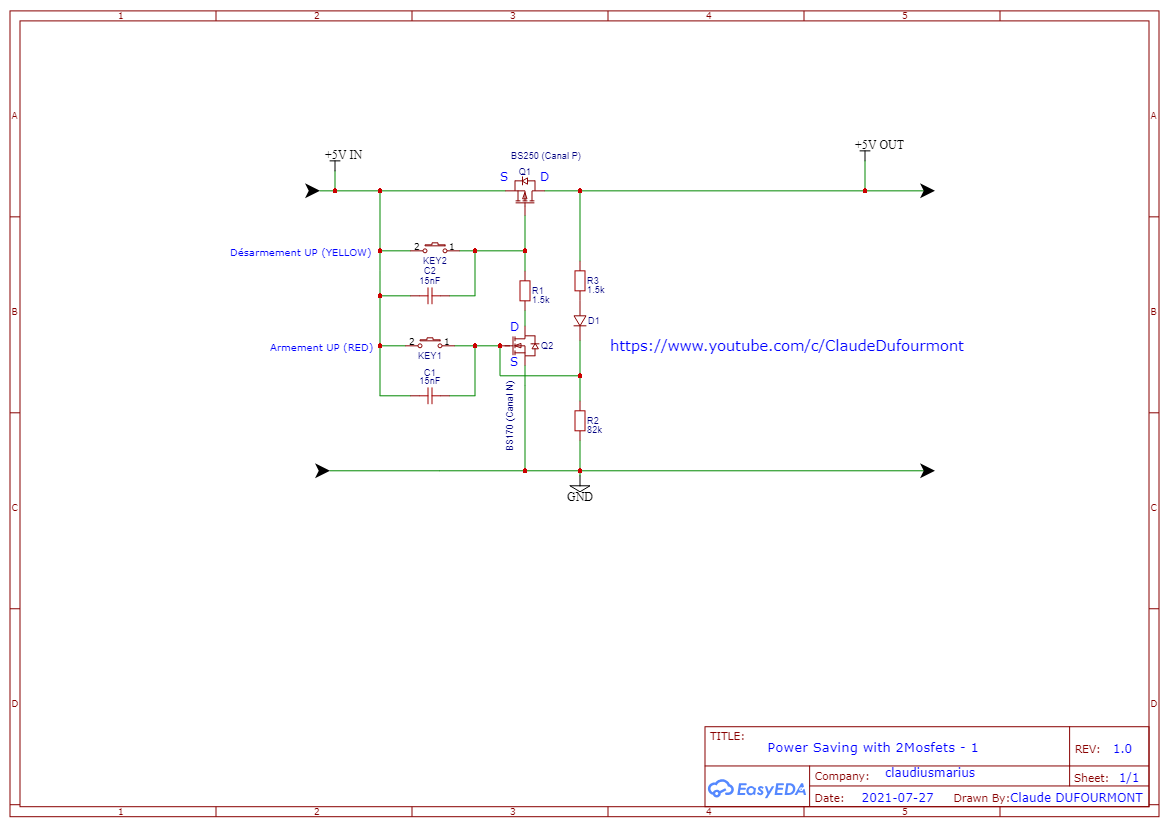 1 2 3 4 5
A A
B B
C C
D D
1 2 3 4 5
+5V IN
+5V OUT
BS250 (Canal P)
Q1
S D
Désarmement UP (YELLOW)
2 1
KEY2
C2
15nF
R1
1.5k
R3
1.5k
D1
D
Q2
S
Armement UP (RED)
2 1
KEY1
C1
15nF
https://www.youtube.com/c/ClaudeDufourmont
BS170 (Canal N)
R2
82k
GND
TITLE:
Power Saving with 2Mosfets - 1
REV: 1.0
EasyEDA
Company: claudiusmarius
Sheet: 1/1
Date: 2021-07-27 Drawn By: Claude DUFOURMONT